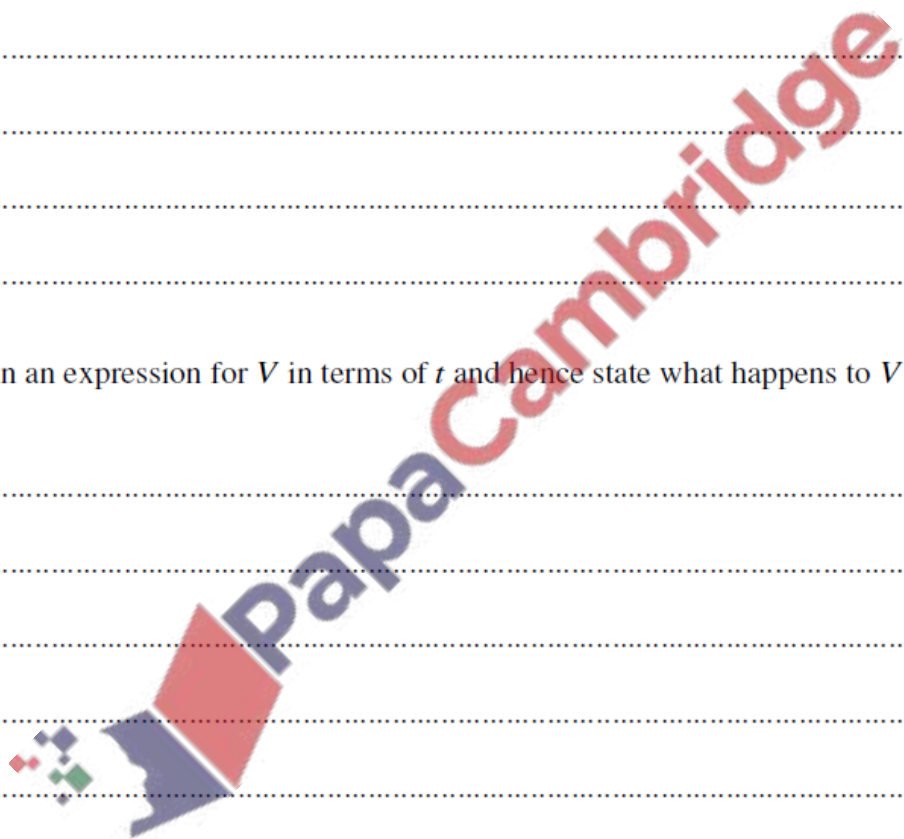 n an expression for V in terms of t and hence state what happens to V
PapaCambridge